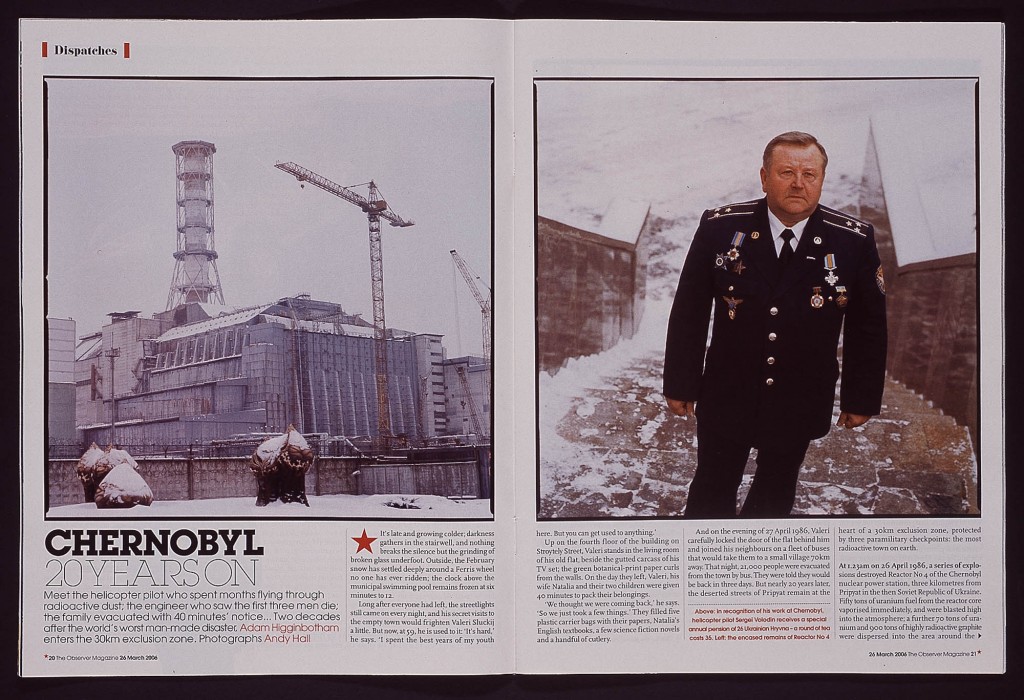 Dispatches
CHERNOBYL
20 YEARS ON
Meet the helicopter pilot who spent months flying through
radioactive dust; the engineer who saw the first three men die;
the family evacuated with 40 minutes' notice... Two decades
after the world's worst man-made disaster, Adam Higginbotham
enters the 30km exclusion zone. Photographs Andy Hall
It's late and growing colder; darkness
gathers in the stairwell, and nothing
breaks the silence but the grinding of
broken glass underfoot. Outside, the February
snow has settled deeply around a Ferris wheel
no one has ever ridden; the clock above the
municipal swimming pool remains frozen at six
minutes to 12.
Long after everyone had left, the streetlights
still came on every night, and his secret visits to
the empty town would frighten Valeri Sluckij
a little. But now, at 59, he is used to it: 'It's hard,'
he says. 'I spent the best years of my youth
20 The Observer Magazine 26 March 2006
here. But you can get used to anything.'
Up on the fourth floor of the building on
Stroytely Street, Valeri stands in the living room
of his old flat, beside the gutted carcass of his
TV set; the green botanical-print paper curls
from the walls. On the day they left, Valeri, his
wife Natalia and their two children were given
40 minutes to pack their belongings.
'We thought we were coming back,' he says.
'So we just took a few things.' They filled five
plastic carrier bags with their papers, Natalia's
English textbooks, a few science fiction novels
and a handful of cutlery.
And on the evening of 27 April 1986, Valeri
carefully locked the door of the flat behind him
and joined his neighbours on a fleet of buses
that would take them to a small village 70km
away. That night, 21,000 people were evacuated
from the town by bus. They were told they would
be back in three days. But nearly 20 years later,
the deserted streets of Pripyat remain at the
Above: in recognition of his work at Chernobyl,
helicopter pilot Sergei Volodin receives a special
annual pension of 26 Ukrainian Hryvna – a round of tea
costs 35. Left: the encased remains of Reactor No 4
heart of a 30km exclusion zone, protected
by three paramilitary checkpoints: the most
radioactive town on earth.
At 1.23am on 26 April 1986, a series of explo-
sions destroyed Reactor No 4 of the Chernobyl
nuclear power station, three kilometres from
Pripyat in the then Soviet Republic of Ukraine.
Fifty tons of uranium fuel from the reactor core
vaporised immediately, and were blasted high
into the atmosphere; a further 70 tons of ura-
nium and 900 tons of highly radioactive graphite
were dispersed into the area around the
26 March 2006 The Observer Magazine 21